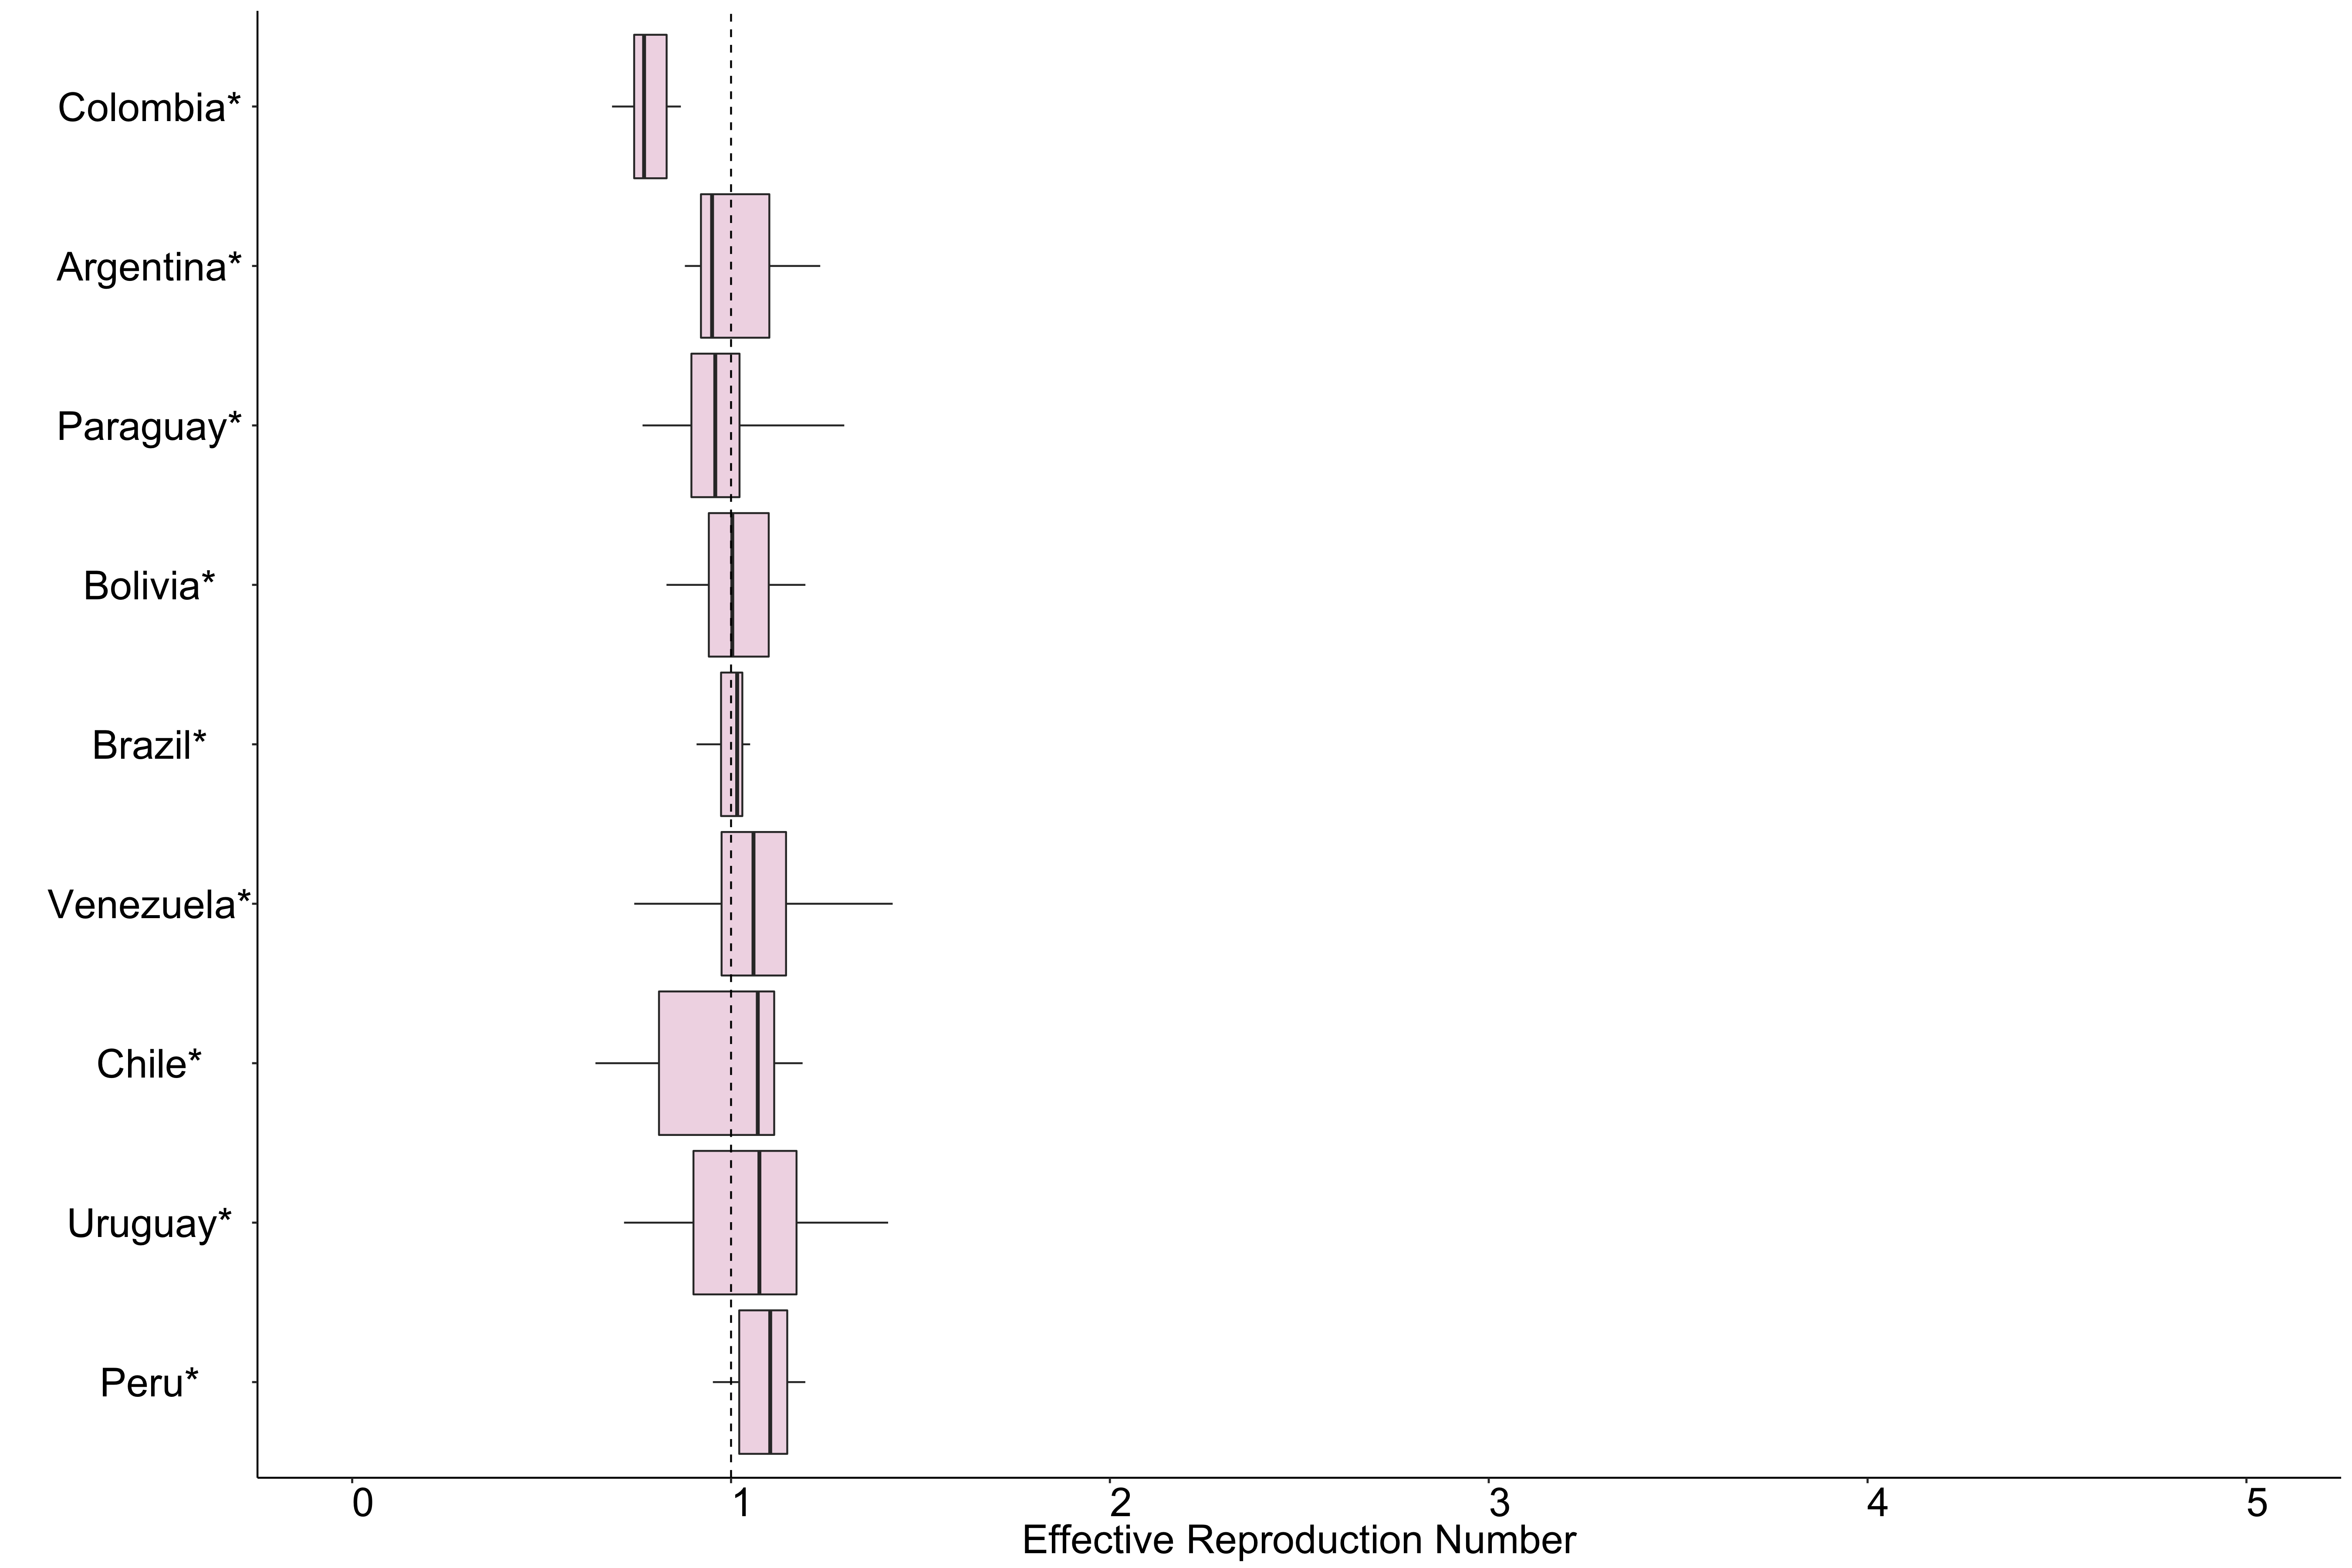 Colombia*
Argentina*
Paraguay*
Bolivia*
Brazil*
Venezuela*
Chile*
Uruguay*
Peru*
0 1 2 3 4 5
Effective Reproduction Number